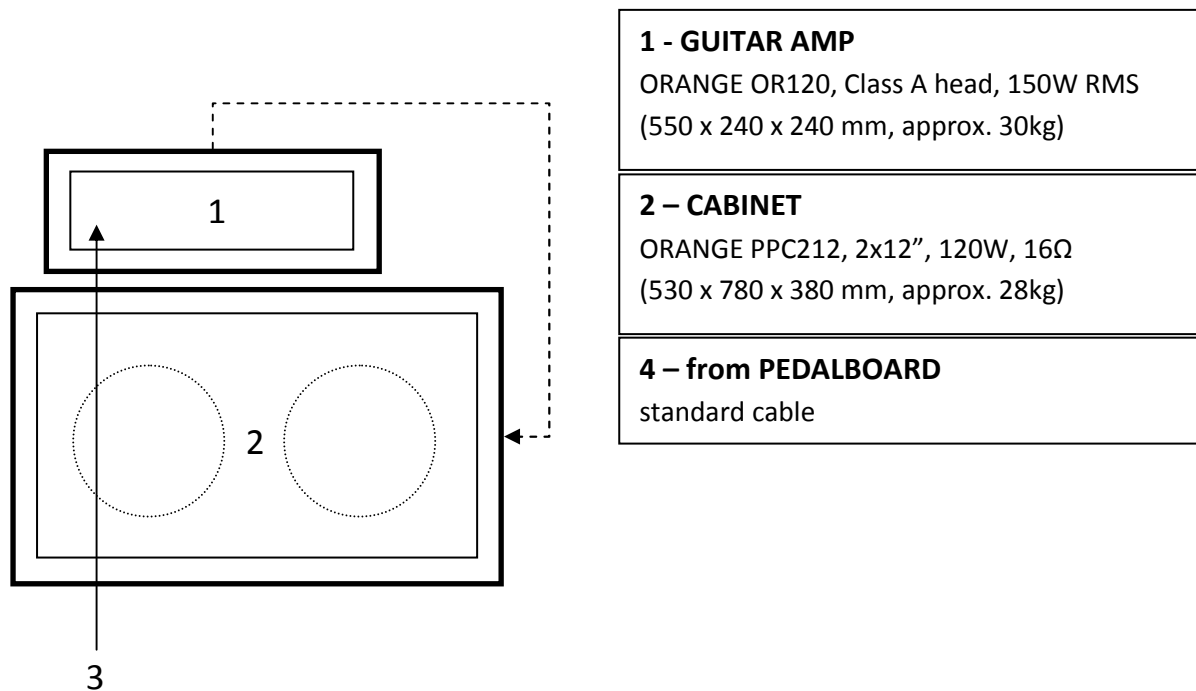 1
2
3
1 - GUITAR AMP
ORANGE OR120, Class A head, 150W RMS
(550 x 240 x 240 mm, approx. 30kg)
2 – CABINET
ORANGE PPC212, 2x12”, 120W, 16Ω
(530 x 780 x 380 mm, approx. 28kg)
4 – from PEDALBOARD
standard cable